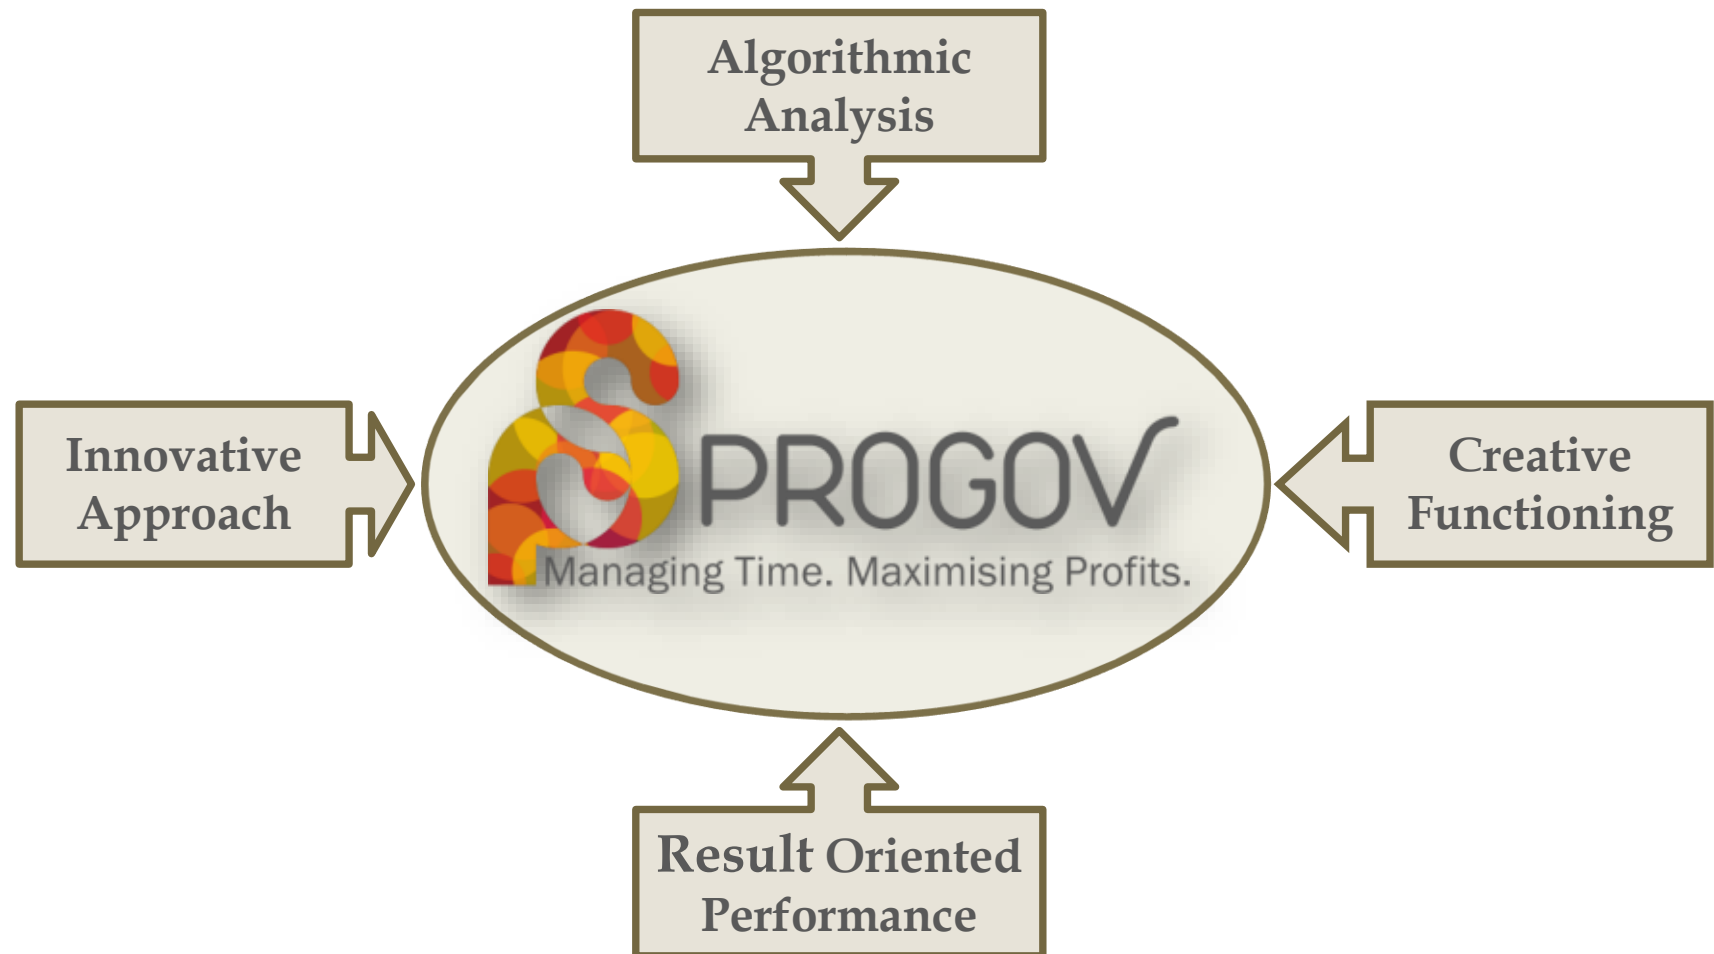 Algorithmic
Analysis
Innovative
Approach
PROGOV
Managing Time. Maximising Profits.
Creative
Functioning
Result Oriented
Performance